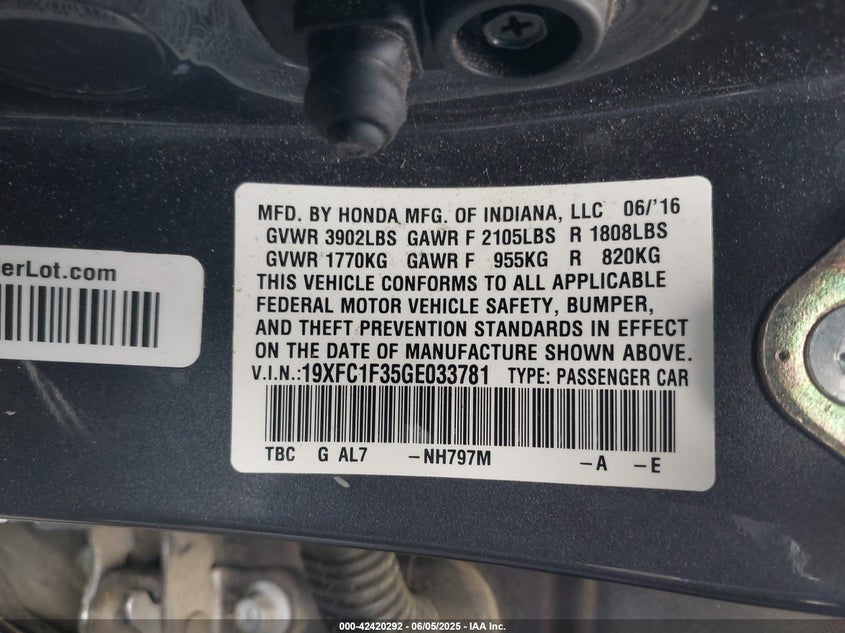 MFD. BY HONDA MFG. OF INDIANA, LLC 06/'16
GVWR 3902LBS GAWR F 2105LBS R 1808LBS
GVWR 1770KG GAWR F 955KG R 820KG
THIS VEHICLE CONFORMS TO ALL APPLICABLE
FEDERAL MOTOR VEHICLE SAFETY, BUMPER,
AND THEFT PREVENTION STANDARDS IN EFFECT
ON THE DATE OF MANUFACTURE SHOWN ABOVE.
V.I.N.:19XFC1F35GE033781 TYPE: PASSENGER CAR
TBC G AL7 -NH797M -A -E
erLot.com
000-42420292 - 06/05/2025 - IAA Inc.